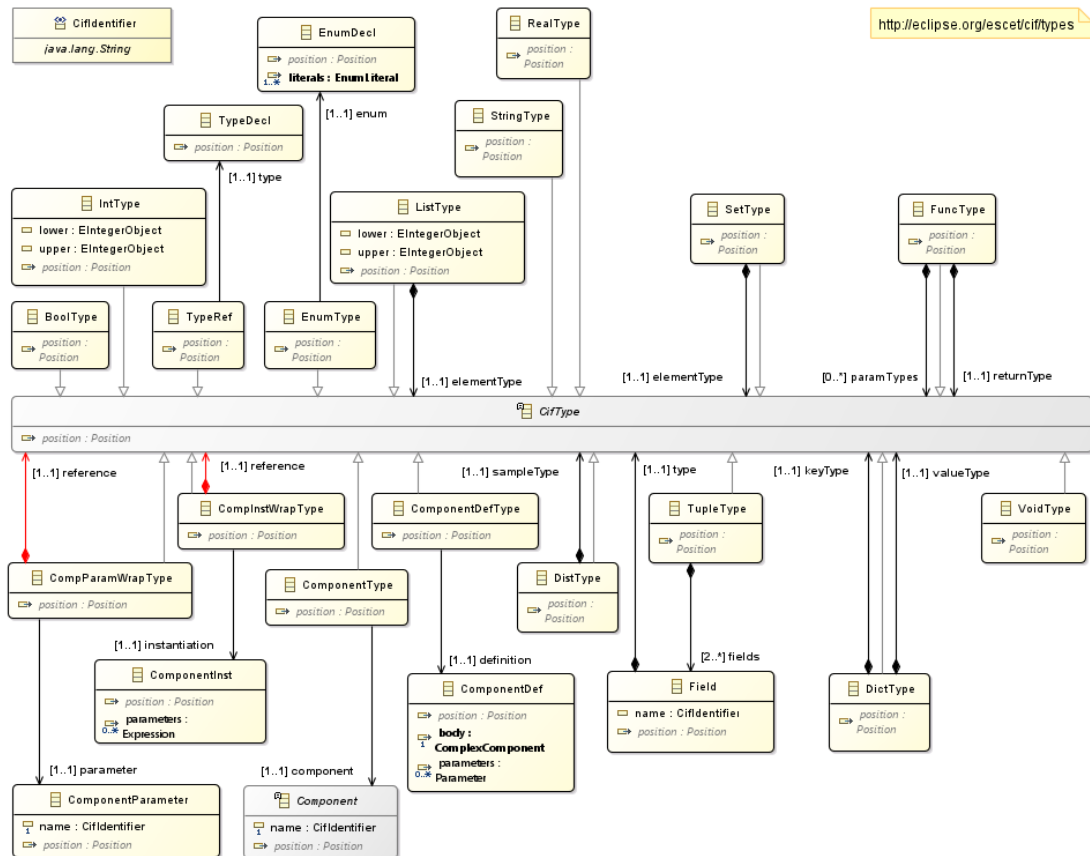 CifIdentifier
java.lang.String
EnumDecl
position : Position
1..* literals : EnumLiteral
RealType
position :
Position
http://eclipse.org/escet/cif/types
[1..1] enum
TypeDecl
position : Position
StringType
position :
Position
[1..1] type
IntType
lower : EIntegerObject
upper : EIntegerObject
position : Position
ListType
lower : EIntegerObject
upper : EIntegerObject
position : Position
SetType
position :
Position
FuncType
position :
Position
BoolType
position :
Position
TypeRef
position :
Position
EnumType
position :
Position
[1..1] elementType
[1..1] elementType
[0..*] paramTypes
[1..1] returnType
CifType
position : Position
[1..1] reference
[1..1] reference
[1..1] sampleType
[1..1] type
[1..1] keyType
[1..1] valueType
CompInstWrapType
position : Position
ComponentDefType
position : Position
TupleType
position :
Position
VoidType
position :
Position
CompParamWrapType
position : Position
ComponentType
position : Position
DistType
position :
Position
[1..1] instantiation
[1..1] definition
[2..*] fields
ComponentInst
position : Position
parameters :
0..* Expression
ComponentDef
position : Position
body :
1 ComplexComponent
parameters :
0..* Parameter
Field
name : CifIdentifier
position : Position
DictType
position :
Position
[1..1] parameter
[1..1] component
ComponentParameter
1 name : CifIdentifier
position : Position
Component
1 name : CifIdentifier
position : Position